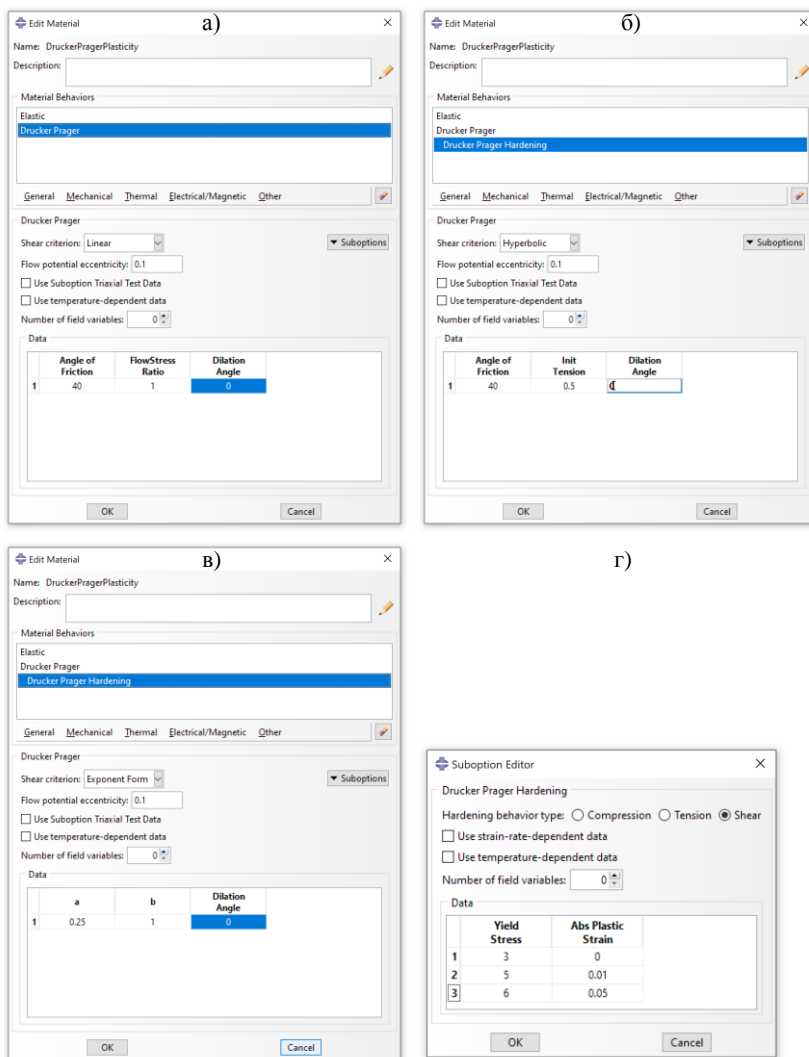 Edit Material
а)
Name: DruckerPragerPlasticity
Description:
Material Behaviors
Elastic
Drucker Prager
General Mechanical Thermal Electrical/Magnetic Other
Drucker Prager
Shear criterion: Linear
Suboptions
Flow potential eccentricity: 0.1
Use Suboption Triaxial Test Data
Use temperature-dependent data
Number of field variables: 0
Data
Angle of Friction FlowStress Ratio Dilation Angle
1 40 1 0
OK Cancel
Edit Material
б)
Name: DruckerPragerPlasticity
Description:
Material Behaviors
Elastic
Drucker Prager
Drucker Prager Hardening
General Mechanical Thermal Electrical/Magnetic Other
Drucker Prager
Shear criterion: Hyperbolic
Suboptions
Flow potential eccentricity: 0.1
Use Suboption Triaxial Test Data
Use temperature-dependent data
Number of field variables: 0
Data
Angle of Friction Init Tension Dilation Angle
1 40 0.5
OK Cancel
Edit Material
в)
Name: DruckerPragerPlasticity
Description:
Material Behaviors
Elastic
Drucker Prager
Drucker Prager Hardening
General Mechanical Thermal Electrical/Magnetic Other
Drucker Prager
Shear criterion: Exponent Form
Suboptions
Flow potential eccentricity: 0.1
Use Suboption Triaxial Test Data
Use temperature-dependent data
Number of field variables: 0
Data
a b Dilation Angle
1 0.25 1 0
OK Cancel
г)
Suboption Editor
Drucker Prager Hardening
Hardening behavior type: Compression Tension Shear
Use strain-rate-dependent data
Use temperature-dependent data
Number of field variables: 0
Data
Yield Stress Abs Plastic Strain
1 3 0
2 5 0.01
3 6 0.05
OK Cancel